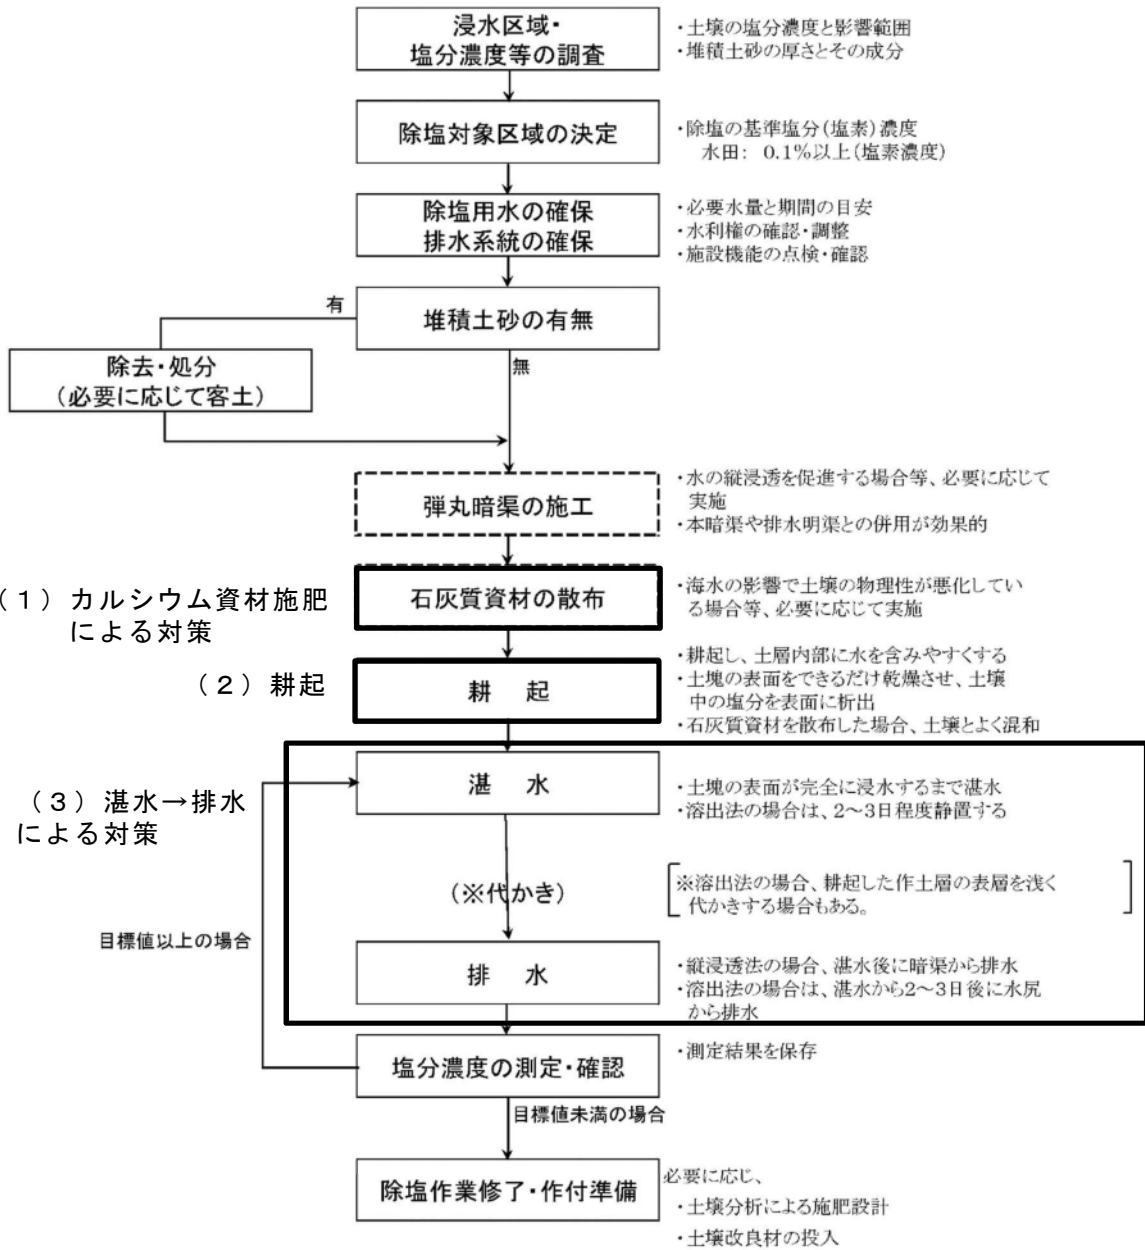 浸水区域・
塩分濃度等の調査
・土壌の塩分濃度と影響範囲
・堆積土砂の厚さとその成分
除塩対象区域の決定
・除塩の基準塩分(塩素)濃度
水田: 0.1%以上(塩素濃度)
除塩用水の確保
排水系統の確保
・必要水量と期間の目安
・水利権の確認・調整
・施設機能の点検・確認
堆積土砂の有無
有
無
除去・処分
(必要に応じて客土)
弾丸暗渠の施工
・水の縦浸透を促進する場合等、必要に応じて
実施
・本暗渠や排水明渠との併用が効果的
(1)カルシウム資材施肥
による対策
石灰質資材の散布
・海水の影響で土壌の物理性が悪化してい
る場合等、必要に応じて実施
(2)耕起
耕 起
・耕起し、土層内部に水を含みやすくする
・土塊の表面をできるだけ乾燥させ、土壌
中の塩分を表面に析出
・石灰質資材を散布した場合、土壌とよく混和
(3)湛水→排水
による対策
湛 水
・土塊の表面が完全に浸水するまで湛水
・溶出法の場合は、2~3日程度静置する
(※代かき)
※溶出法の場合、耕起した作土層の表層を浅く
代かきする場合もある。
目標値以上の場合
排 水
・縦浸透法の場合、湛水後に暗渠から排水
・溶出法の場合は、湛水から2~3日後に水尻
から排水
塩分濃度の測定・確認
・測定結果を保存
目標値未満の場合
除塩作業修了・作付準備
必要に応じ、
・土壌分析による施肥設計
・土壌改良材の投入